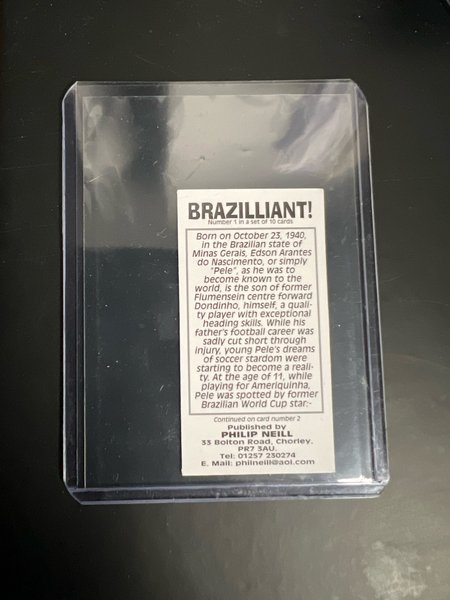 BRAZILLIANT!
Number 1 in a set of 10 cards
Born on October 23, 1940,
in the Brazilian state of
Minas Gerais, Edson Arantes
do Nascimento, or simply
"Pele", as he was to
become known to the
world, is the son of former
Flumensein centre forward
Dondinho, himself, a quali-
ty player with exceptional
heading skills. While his
father's football career was
sadly cut short through
injury, young Pele's dreams
of soccer stardom were
starting to become a reali-
ty. At the age of 11, while
playing for Ameriquinha,
Pele was spotted by former
Brazilian World Cup star:-
Continued on card number 2
Published by
PHILIP NEILL
33 Bolton Road, Chorley,
PR7 3AU.
Tel: 01257 230274
E. Mail: philneill@aol.com